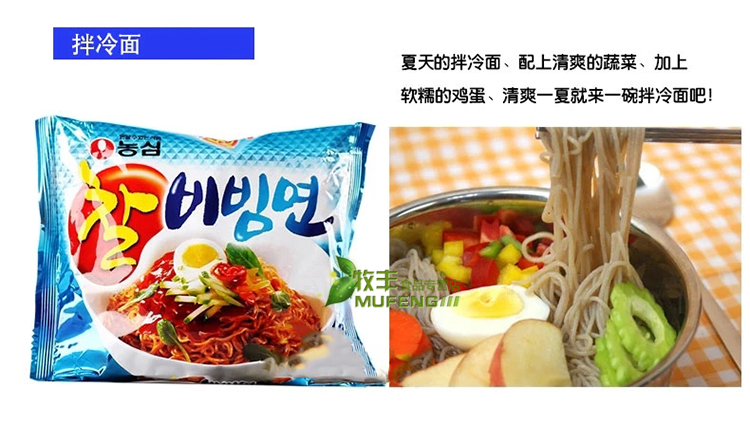 拌冷面
夏天的拌冷面、配上清爽的蔬菜、加上
软糯的鸡蛋、清爽一夏就来一碗拌冷面吧!
농심
찰
비빔면
牧丰
MUFENG